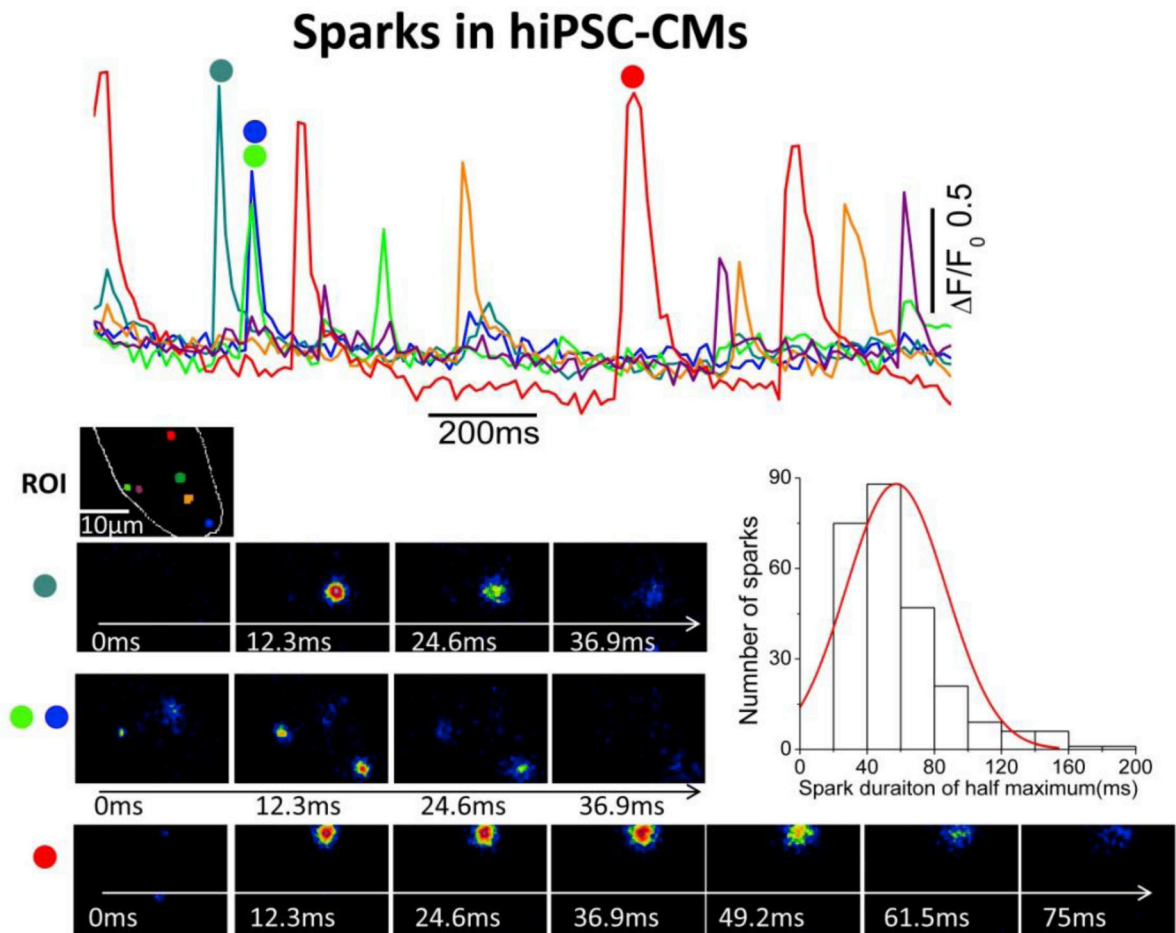 Sparks in hiPSC-CMs
ΔF/F0 0.5
200ms
ROI
10µm
0ms
12.3ms
24.6ms
36.9ms
0ms
12.3ms
24.6ms
36.9ms
0ms
12.3ms
24.6ms
36.9ms
49.2ms
61.5ms
75ms
Numnber of sparks
90
60
30
0
0
40
80
120
160
200
Spark duraiton of half maximum(ms)